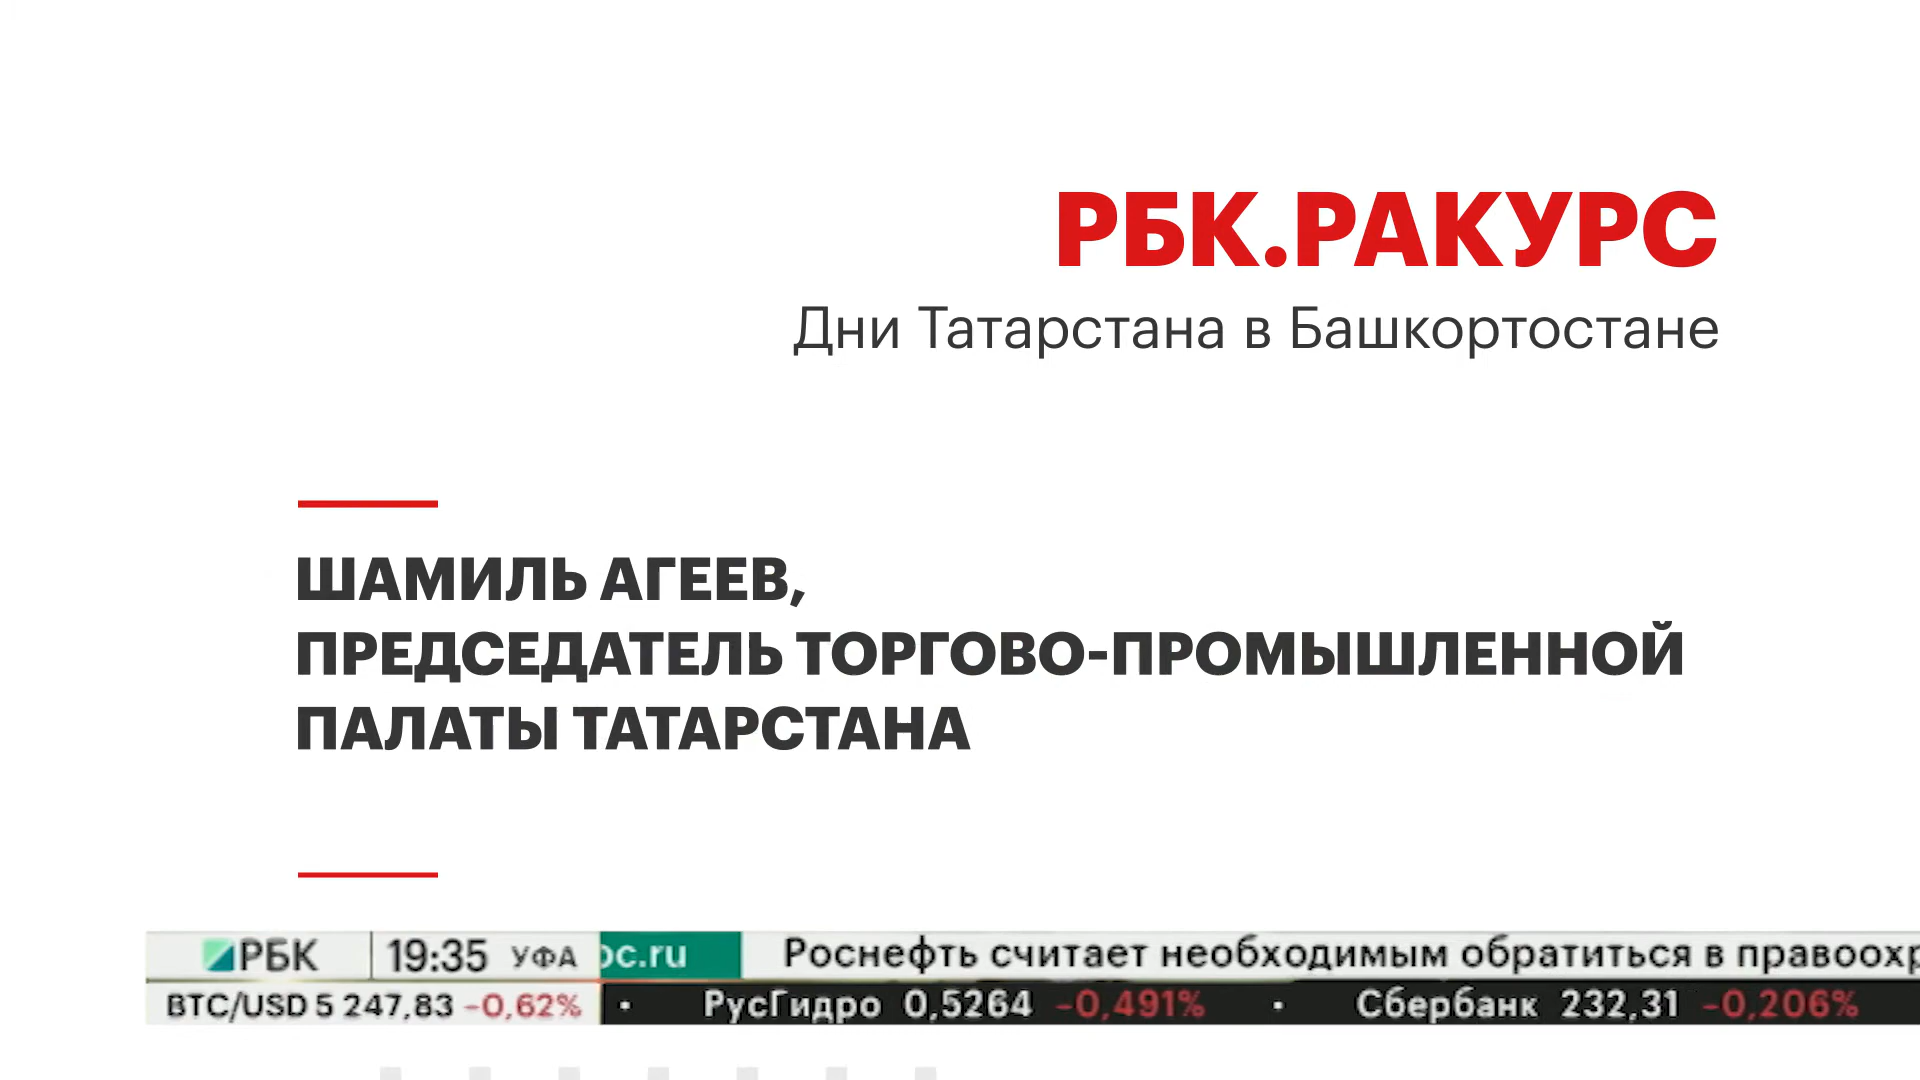 РБК.РАКУРС
Дни Татарстана в Башкортостане
ШАМИЛЬ АГЕЕВ,
ПРЕДСЕДАТЕЛЬ ТОРГОВО-ПРОМЫШЛЕННОЙ
ПАЛАТЫ ТАТАРСТАНА
РБК 19:35 УФА .ru Роснефть считает необходимым обратиться в
BTC/USD 5 247,83 -0,62% · РусГидро 0,5264 -0,491% · Сбербанк 232,31 -0,206%